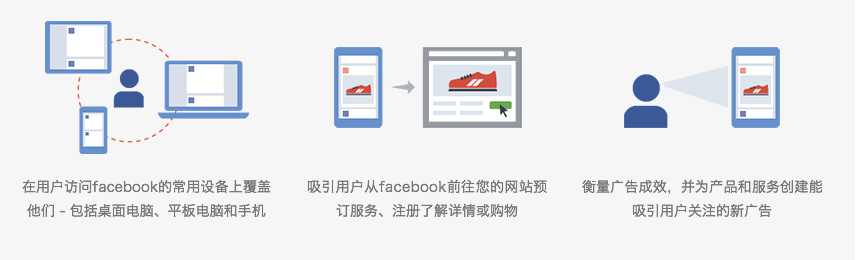 在用户访问facebook的常用设备上覆盖
他们 - 包括桌面电脑、平板电脑和手机
吸引用户从facebook前往您的网站预
订服务、注册了解详情或购物
衡量广告成效，并为产品和服务创建能
吸引用户关注的新广告